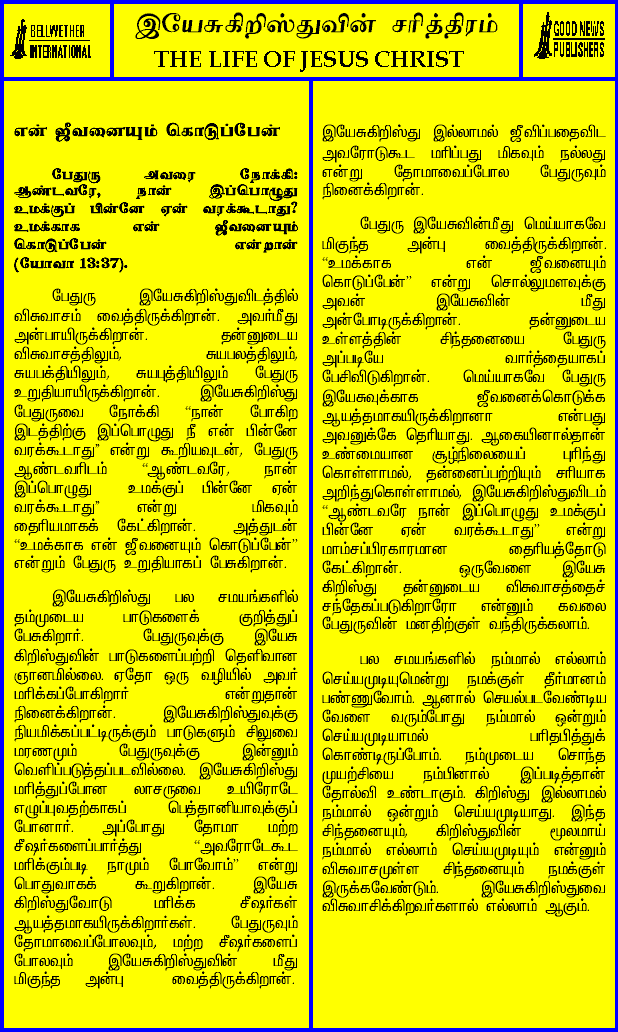 BELLWETHER
INTERNATIONAL
இயேசுகிறிஸ்துவின் சரித்திரம்
THE LIFE OF JESUS CHRIST
GOOD NEWS
PUBLISHERS
என் ஜீவனையும் கொடுப்பேன்
பேதுரு அவரை நோக்கி:
ஆண்டவரே, நான் இப்பொழுது
உமக்குப் பின்னே ஏன் வரக்கூடாது?
உமக்காக என் ஜீவனையும்
கொடுப்பேன் என்றான்
(யோவா 13:37).
பேதுரு இயேசுகிறிஸ்துவிடத்தில்
விசுவாசம் வைத்திருக்கிறான். அவர்மீது
அன்பாயிருக்கிறான். தன்னுடைய
விசுவாசத்திலும், சுயபலத்திலும்,
சுயபக்தியிலும், சுயபுத்தியிலும் பேதுரு
உறுதியாயிருக்கிறான். இயேசுகிறிஸ்து
பேதுருவை நோக்கி “நான் போகிற
இடத்திற்கு இப்பொழுது நீ என் பின்னே
வரக்கூடாது” என்று கூறியவுடன், பேதுரு
ஆண்டவரிடம் “ஆண்டவரே, நான்
இப்பொழுது உமக்குப் பின்னே ஏன்
வரக்கூடாது” என்று மிகவும்
தைரியமாகக் கேட்கிறான். அத்துடன்
“உமக்காக என் ஜீவனையும் கொடுப்பேன்”
என்றும் பேதுரு உறுதியாகப் பேசுகிறான்.
இயேசுகிறிஸ்து பல சமயங்களில்
தம்முடைய பாடுகளைக் குறித்துப்
பேசுகிறார். பேதுருவுக்கு இயேசு
கிறிஸ்துவின் பாடுகளைப்பற்றி தெளிவான
ஞானமில்லை. ஏதோ ஒரு வழியில் அவர்
மரிக்கப்போகிறார் என்றுதான்
நினைக்கிறான். இயேசுகிறிஸ்துவுக்கு
நியமிக்கப்பட்டிருக்கும் பாடுகளும் சிலுவை
மரணமும் பேதுருவுக்கு இன்னும்
வெளிப்படுத்தப்படவில்லை. இயேசுகிறிஸ்து
மரித்துப்போன லாசருவை உயிரோடே
எழுப்புவதற்காகப் பெத்தானியாவுக்குப்
போனார். அப்போது தோமா மற்ற
சீஷர்களைப்பார்த்து “அவரோடேகூட
மரிக்கும்படி நாமும் போவோம்” என்று
பொதுவாகக் கூறுகிறான். இயேசு
கிறிஸ்துவோடு மரிக்க சீஷர்கள்
ஆயத்தமாகயிருக்கிறார்கள். பேதுருவும்
தோமாவைப்போலவும், மற்ற சீஷர்களைப்
போலவும் இயேசுகிறிஸ்துவின் மீது
மிகுந்த அன்பு வைத்திருக்கிறான்.
இயேசுகிறிஸ்து இல்லாமல் ஜீவிப்பதைவிட
அவரோடுகூட மரிப்பது மிகவும் நல்லது
என்று தோமாவைப்போல பேதுருவும்
நினைக்கிறான்.
பேதுரு இயேசுவின்மீது மெய்யாகவே
மிகுந்த அன்பு வைத்திருக்கிறான்.
“உமக்காக என் ஜீவனையும்
கொடுப்பேன்” என்று சொல்லுமளவுக்கு
அவன் இயேசுவின் மீது
அன்போடிருக்கிறான். தன்னுடைய
உள்ளத்தின் சிந்தனையை பேதுரு
அப்படியே வார்த்தையாகப்
பேசிவிடுகிறான். மெய்யாகவே பேதுரு
இயேசுவுக்காக ஜீவனைக்கொடுக்க
ஆயத்தமாகயிருக்கிறானா என்பது
அவனுக்கே தெரியாது. ஆகையினால்தான்
உண்மையான சூழ்நிலையைப் புரிந்து
கொள்ளாமல், தன்னைப்பற்றியும் சரியாக
அறிந்துகொள்ளாமல், இயேசுகிறிஸ்துவிடம்
“ஆண்டவரே நான் இப்பொழுது உமக்குப்
பின்னே ஏன் வரக்கூடாது” என்று
மாம்சப்பிரகாரமான தைரியத்தோடு
கேட்கிறான். ஒருவேளை இயேசு
கிறிஸ்து தன்னுடைய விசுவாசத்தைச்
சந்தேகப்படுகிறாரோ என்னும் கவலை
பேதுருவின் மனதிற்குள் வந்திருக்கலாம்.
பல சமயங்களில் நம்மால் எல்லாம்
செய்யமுடியுமென்று நமக்குள் தீர்மானம்
பண்ணுவோம். ஆனால் செயல்படவேண்டிய
வேளை வரும்போது நம்மால் ஒன்றும்
செய்யமுடியாமல் பரிதபித்துக்
கொண்டிருப்போம். நம்முடைய சொந்த
முயற்சியை நம்பினால் இப்படித்தான்
தோல்வி உண்டாகும். கிறிஸ்து இல்லாமல்
நம்மால் ஒன்றும் செய்யமுடியாது. இந்த
சிந்தனையும், கிறிஸ்துவின் மூலமாய்
நம்மால் எல்லாம் செய்யமுடியும் என்னும்
விசுவாசமுள்ள சிந்தனையும் நமக்குள்
இருக்கவேண்டும். இயேசுகிறிஸ்துவை
விசுவாசிக்கிறவர்களால் எல்லாம் ஆகும்.